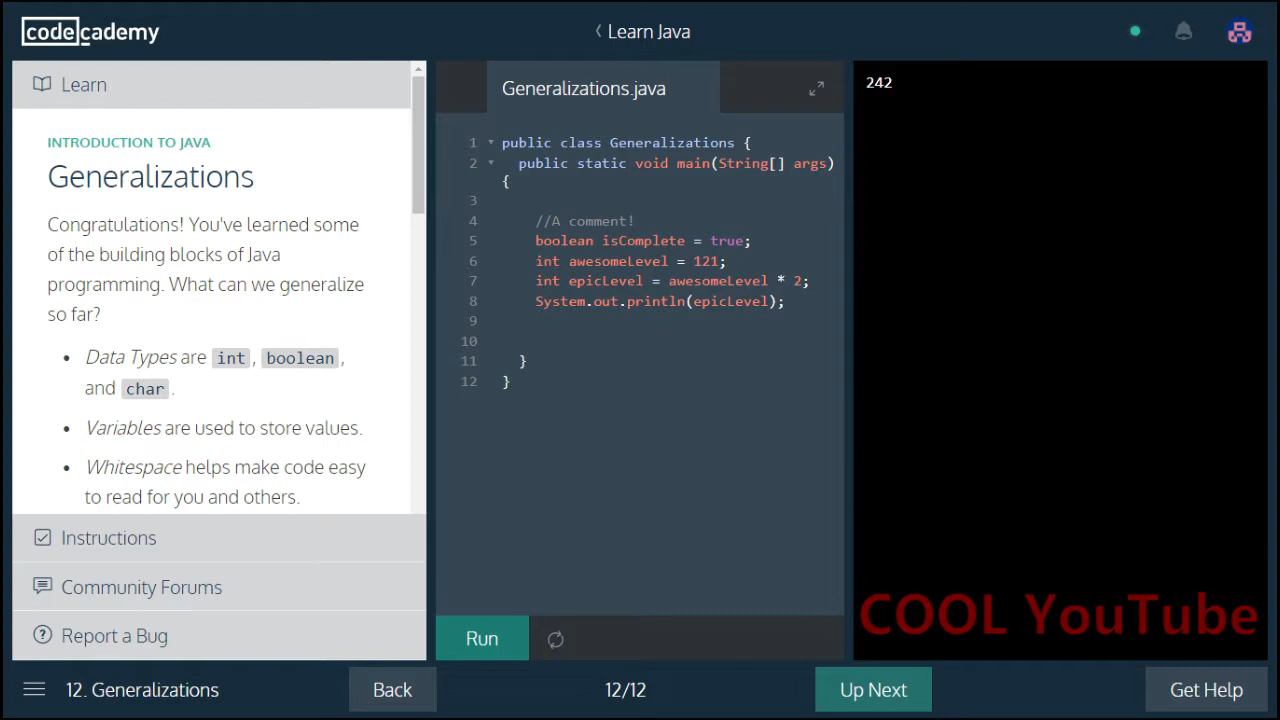 codecademy
Learn Java
Learn
INTRODUCTION TO JAVA
Generalizations
Congratulations! You've learned some
of the building blocks of Java
programming. What can we generalize
so far?
• Data Types are int, boolean,
and char.
• Variables are used to store values.
• Whitespace helps make code easy
to read for you and others.
Instructions
Community Forums
Report a Bug
Generalizations.java
1 public class Generalizations {
2 public static void main(String[] args)
{
3
4 //A comment!
5 boolean isComplete = true;
6 int awesomeLevel = 121;
7 int epicLevel = awesomeLevel * 2;
8 System.out.println(epicLevel);
9
10
11 }
12 }
Run
242
COOL YouTube
12. Generalizations
Back
12/12
Up Next
Get Help